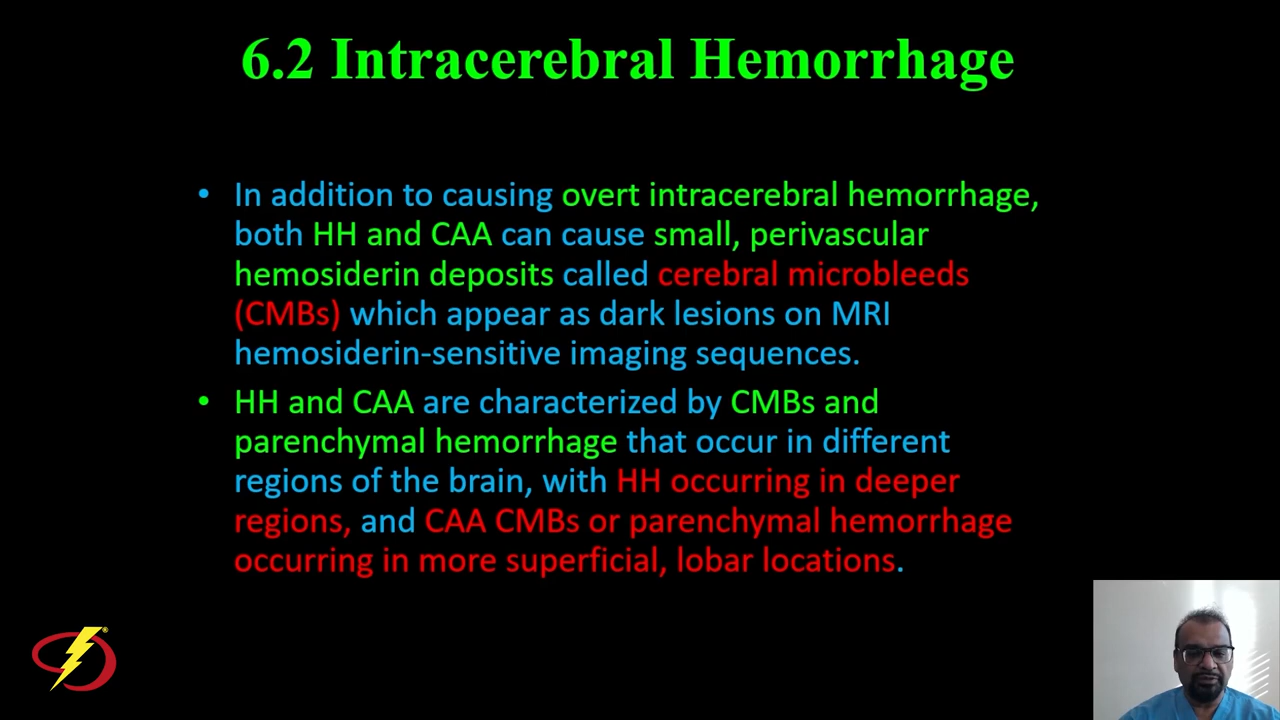 6.2 Intracerebral Hemorrhage
• In addition to causing overt intracerebral hemorrhage,
both HH and CAA can cause small, perivascular
hemosiderin deposits called cerebral microbleeds
(CMBs) which appear as dark lesions on MRI
hemosiderin-sensitive imaging sequences.
• HH and CAA are characterized by CMBs and
parenchymal hemorrhage that occur in different
regions of the brain, with HH occurring in deeper
regions, and CAA CMBs or parenchymal hemorrhage
occurring in more superficial, lobar locations.
®